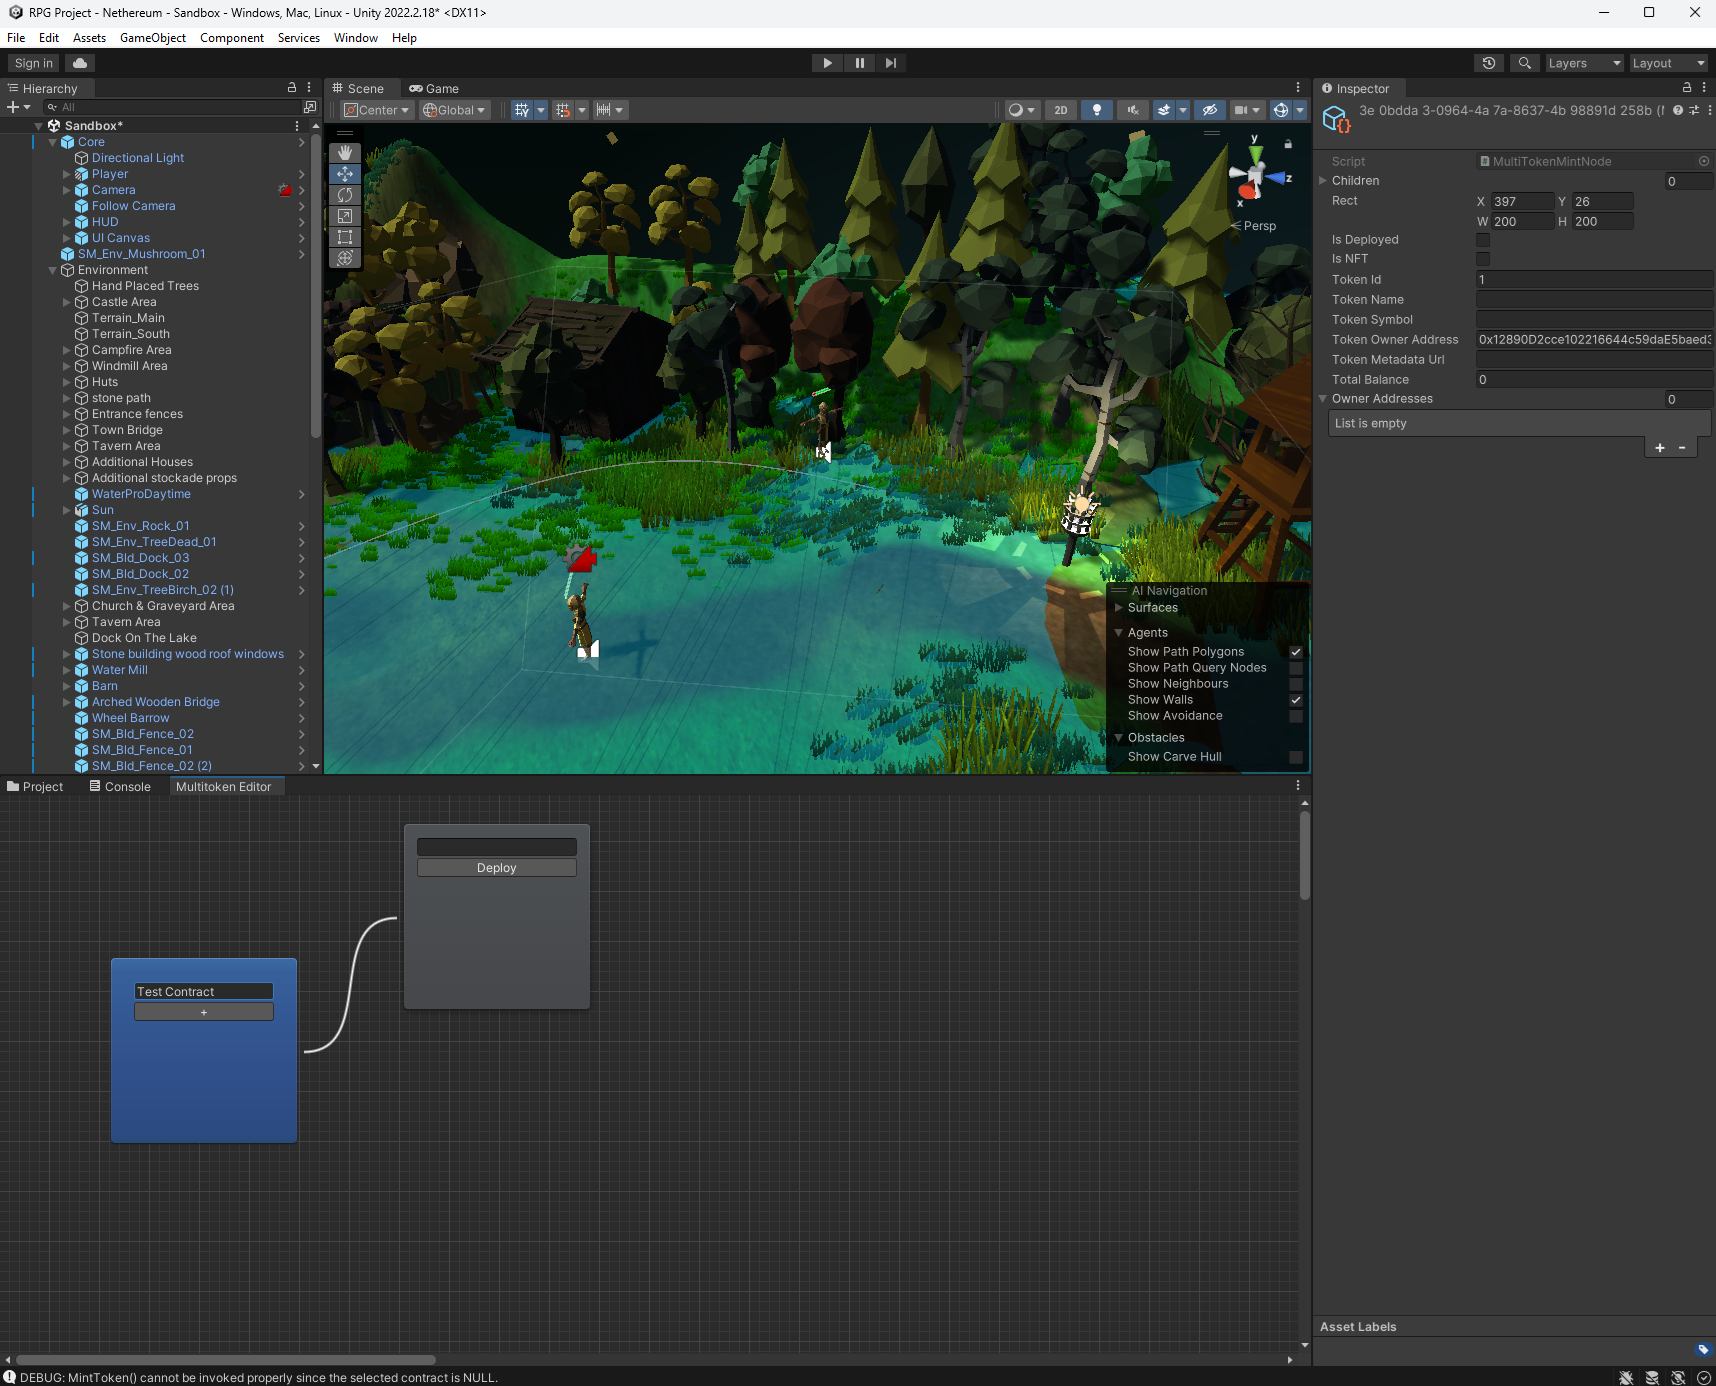 RPG Project - Nethereum - Sandbox - Windows, Mac, Linux - Unity 2022.2.18* <DX11>
File Edit Assets GameObject Component Services Window Help
Sign in
Layers
Layout
Hierarchy
All
Sandbox*
Core
Directional Light
Player
Camera
Follow Camera
HUD
UI Canvas
SM_Env_Mushroom_01
Environment
Hand Placed Trees
Castle Area
Terrain_Main
Terrain_South
Campfire Area
Windmill Area
Huts
stone path
Entrance fences
Town Bridge
Tavern Area
Additional Houses
Additional stockade props
WaterProDaytime
Sun
SM_Env_Rock_01
SM_Env_TreeDead_01
SM_Bld_Dock_03
SM_Bld_Dock_02
SM_Env_TreeBirch_02 (1)
Church & Graveyard Area
Tavern Area
Dock On The Lake
Stone building wood roof windows
Water Mill
Barn
Arched Wooden Bridge
Wheel Barrow
SM_Bld_Fence_02
SM_Bld_Fence_01
SM_Bld_Fence_02 (2)
Scene
Game
Center
Global
2D
y
z
x
Persp
AI Navigation
Surfaces
Agents
Show Path Polygons
Show Path Query Nodes
Show Neighbours
Show Walls
Show Avoidance
Obstacles
Show Carve Hull
Inspector
3e 0bdda 3-0964-4a 7a-8637-4b 98891d 258b (
Script MultiTokenMintNode
Children 0
Rect X 397 Y 26
W 200 H 200
Is Deployed
Is NFT
Token Id 1
Token Name
Token Symbol
Token Owner Address 0x12890D2cce102216644c59daE5baed3
Token Metadata Url
Total Balance 0
Owner Addresses 0
List is empty
+ -
Asset Labels
Project
Console
Multitoken Editor
Deploy
Test Contract
+
DEBUG: MintToken() cannot be invoked properly since the selected contract is NULL.